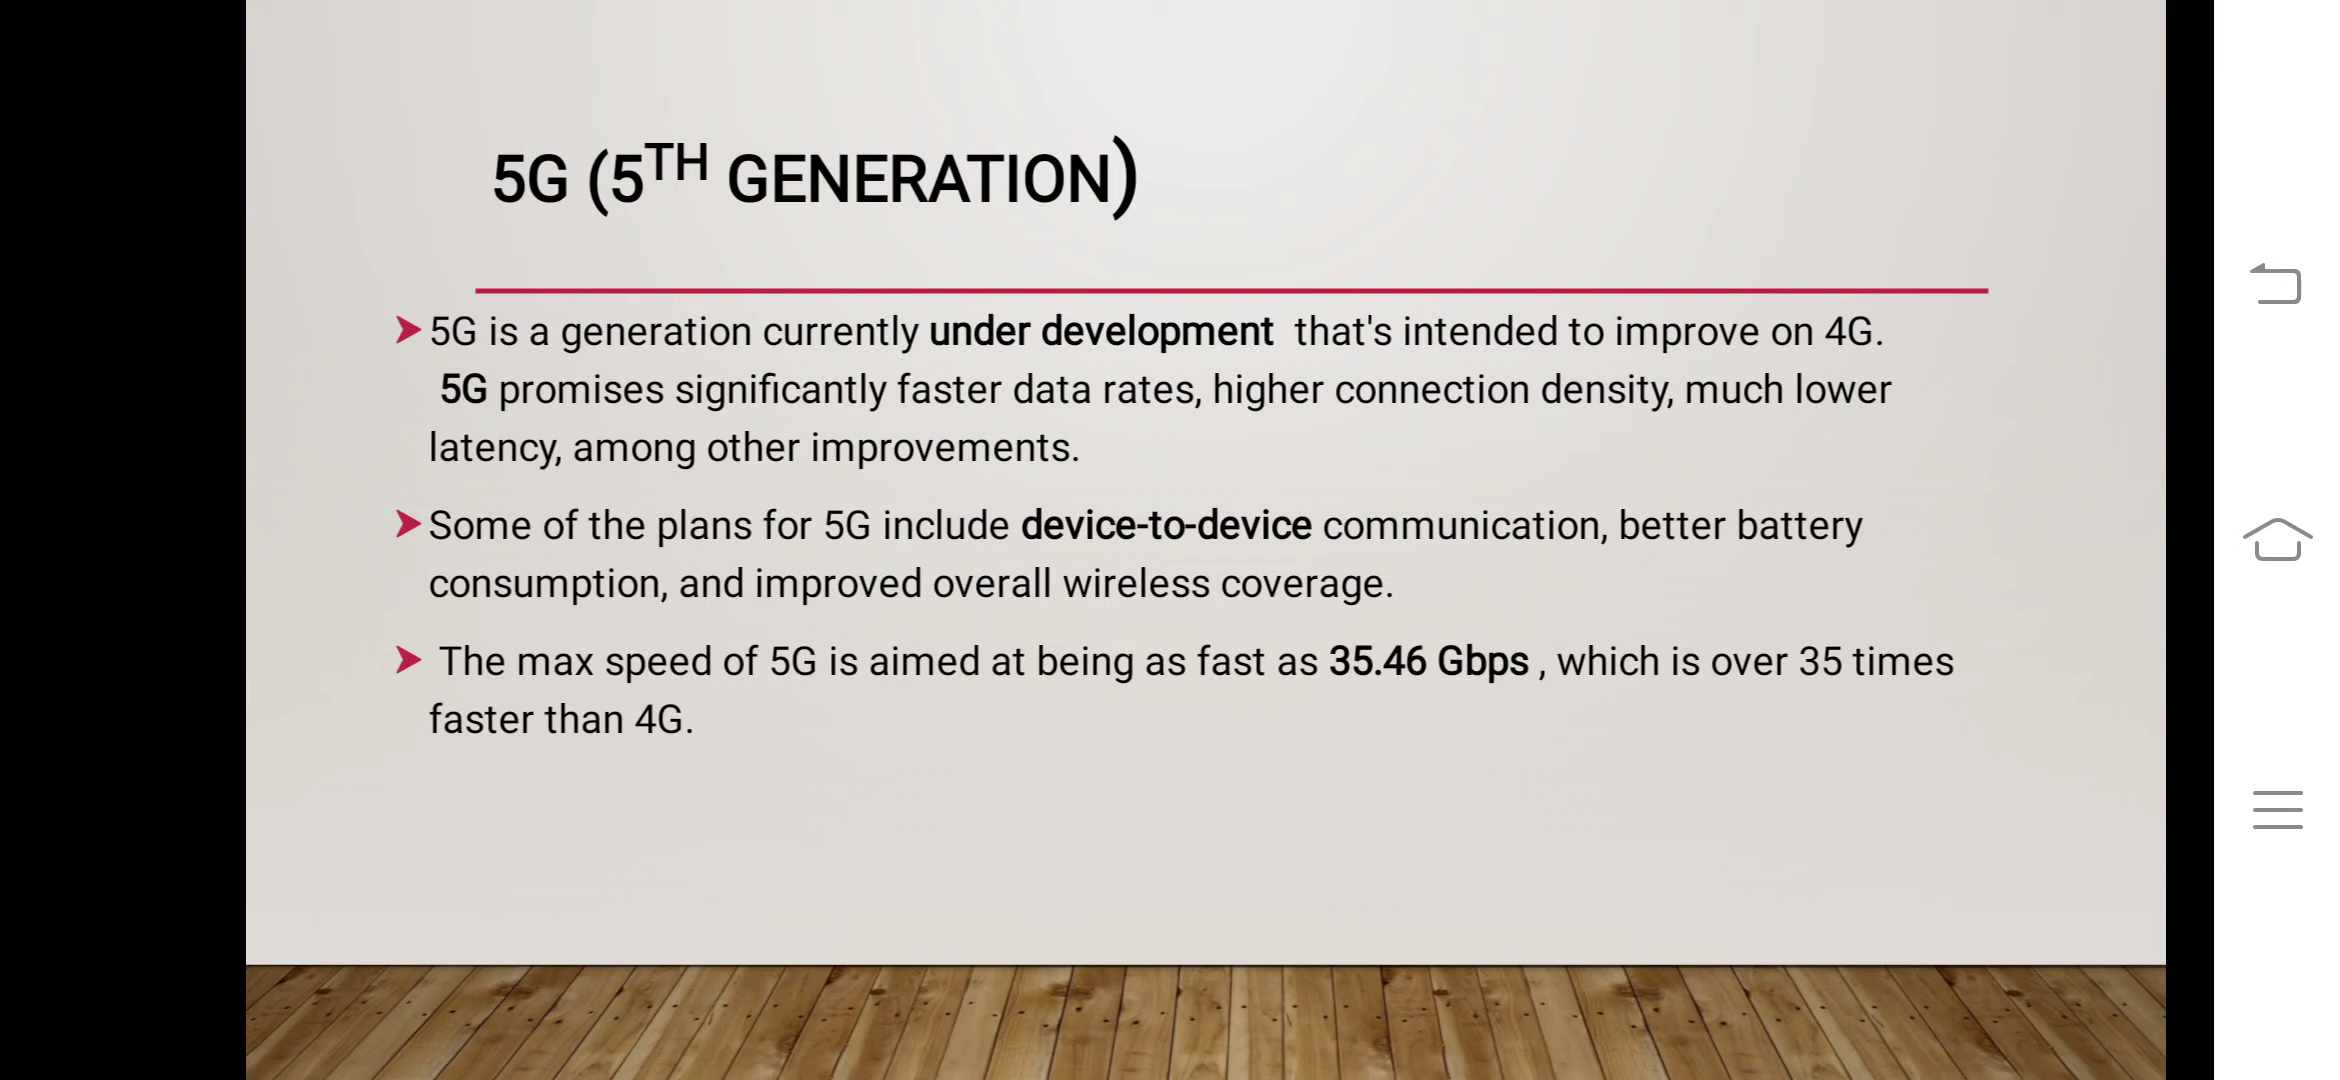 5G (5TH GENERATION)
➤5G is a generation currently under development that's intended to improve on 4G.
5G promises significantly faster data rates, higher connection density, much lower
latency, among other improvements.
➤Some of the plans for 5G include device-to-device communication, better battery
consumption, and improved overall wireless coverage.
➤ The max speed of 5G is aimed at being as fast as 35.46 Gbps , which is over 35 times
faster than 4G.